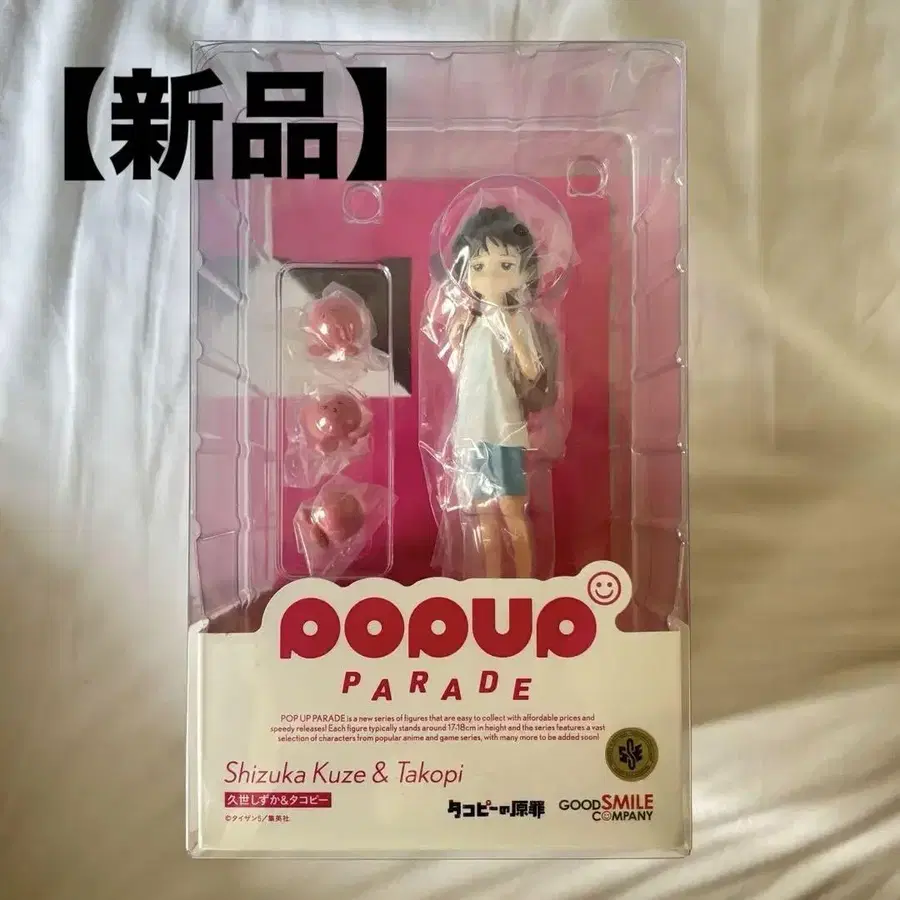 【新品】
POPUP
PARADE
POP UP PARADE is a new series of figures that are easy to collect with affordable prices and
speedy releases! Each figure typically stands around 17-18cm in height and the series features a vast
selection of characters from popular anime and game series, with many more to be added soon!
Shizuka Kuze & Takopi
久世しずか&タコピー
©タイザン5/集英社
タコピーの原罪
GOOD SMILE
COMPANY